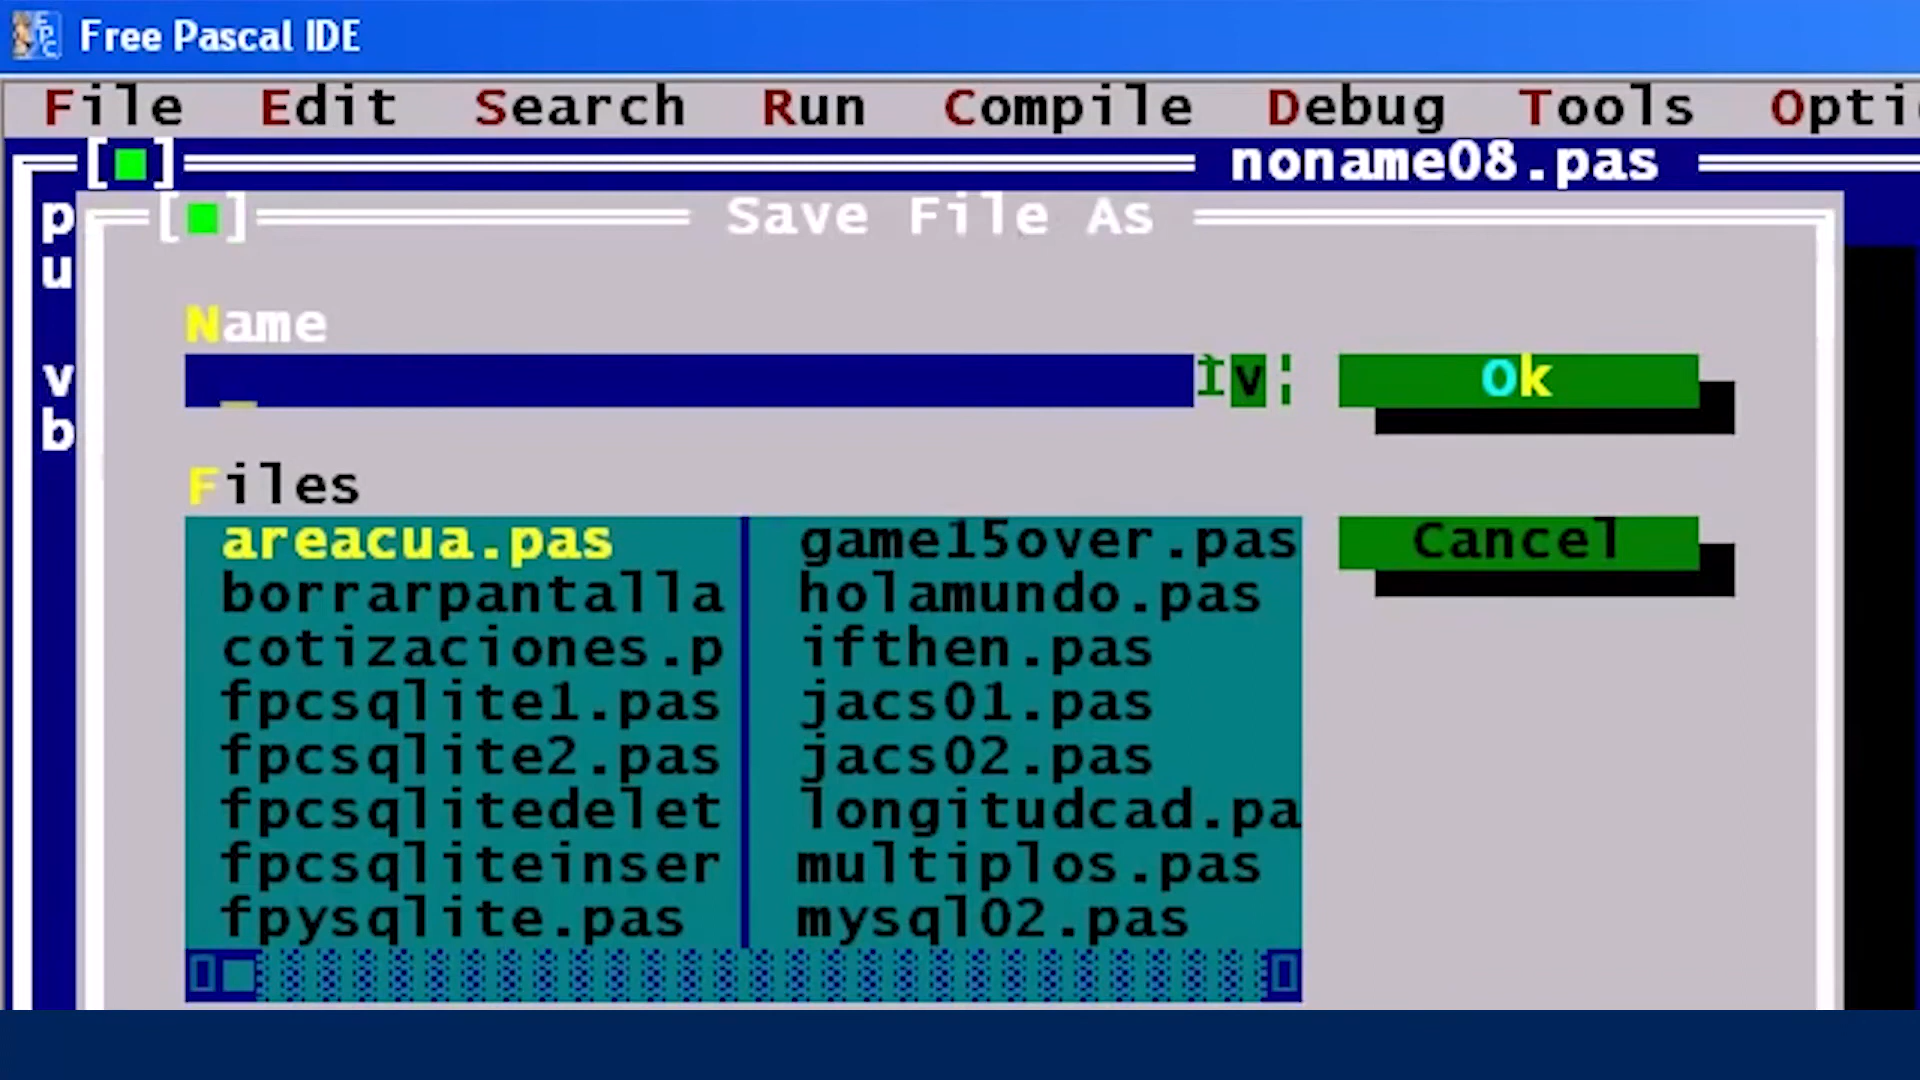 Free Pascal IDE
File Edit Search Run Compile Debug Tools Opti
[■] noname08.pas
p [■] Save File As
u
Name
v Ok
b
Files
areacua.pas game15over.pas Cancel
borrarpantalla holamundo.pas
cotizaciones.p ifthen.pas
fpcsqlite1.pas jacs01.pas
fpcsqlite2.pas jacs02.pas
fpcsqlitedelet longitudcad.pa
fpcsqliteinser multiplos.pas
fpysqlite.pas mysql02.pas